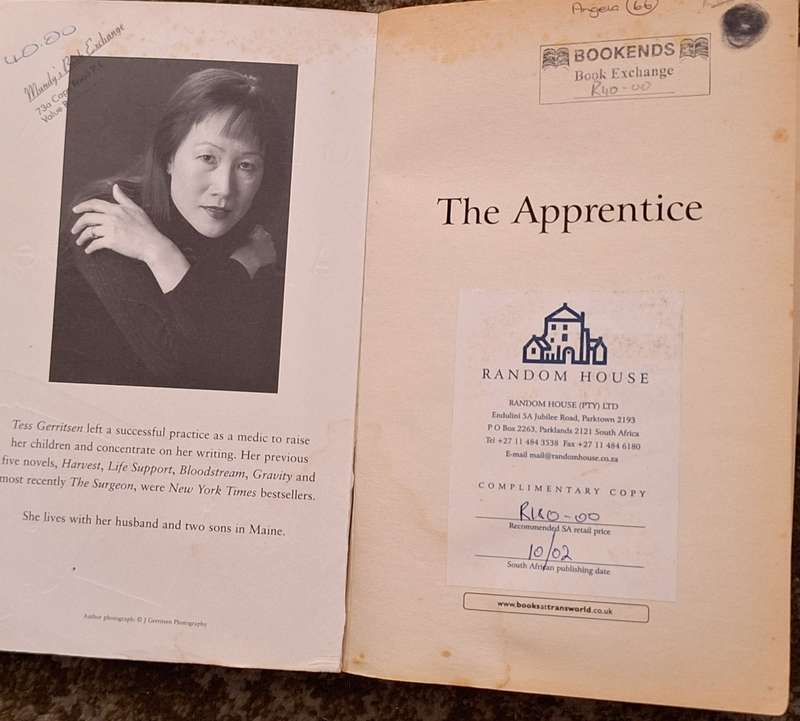 40.00
Mandy's Book Exchange
73a Cape Road P.E
Value
Tess Gerritsen left a successful practice as a medic to raise
her children and concentrate on her writing. Her previous
five novels, Harvest, Life Support, Bloodstream, Gravity and
most recently The Surgeon, were New York Times bestsellers.
She lives with her husband and two sons in Maine.
Author photograph: © J Gerritsen Photography
Angela 66
BOOKENDS
Book Exchange
R40-00
The Apprentice
RANDOM HOUSE
RANDOM HOUSE (PTY) LTD
Endulini 5A Jubilee Road, Parktown 2193
P O Box 2263, Parklands 2121 South Africa
Tel +27 11 484 3538 Fax +27 11 484 6180
E-mail mail@randomhouse.co.za
COMPLIMENTARY COPY
R180-00
Recommended SA retail price
10/02
South African publishing date
www.booksattransworld.co.uk